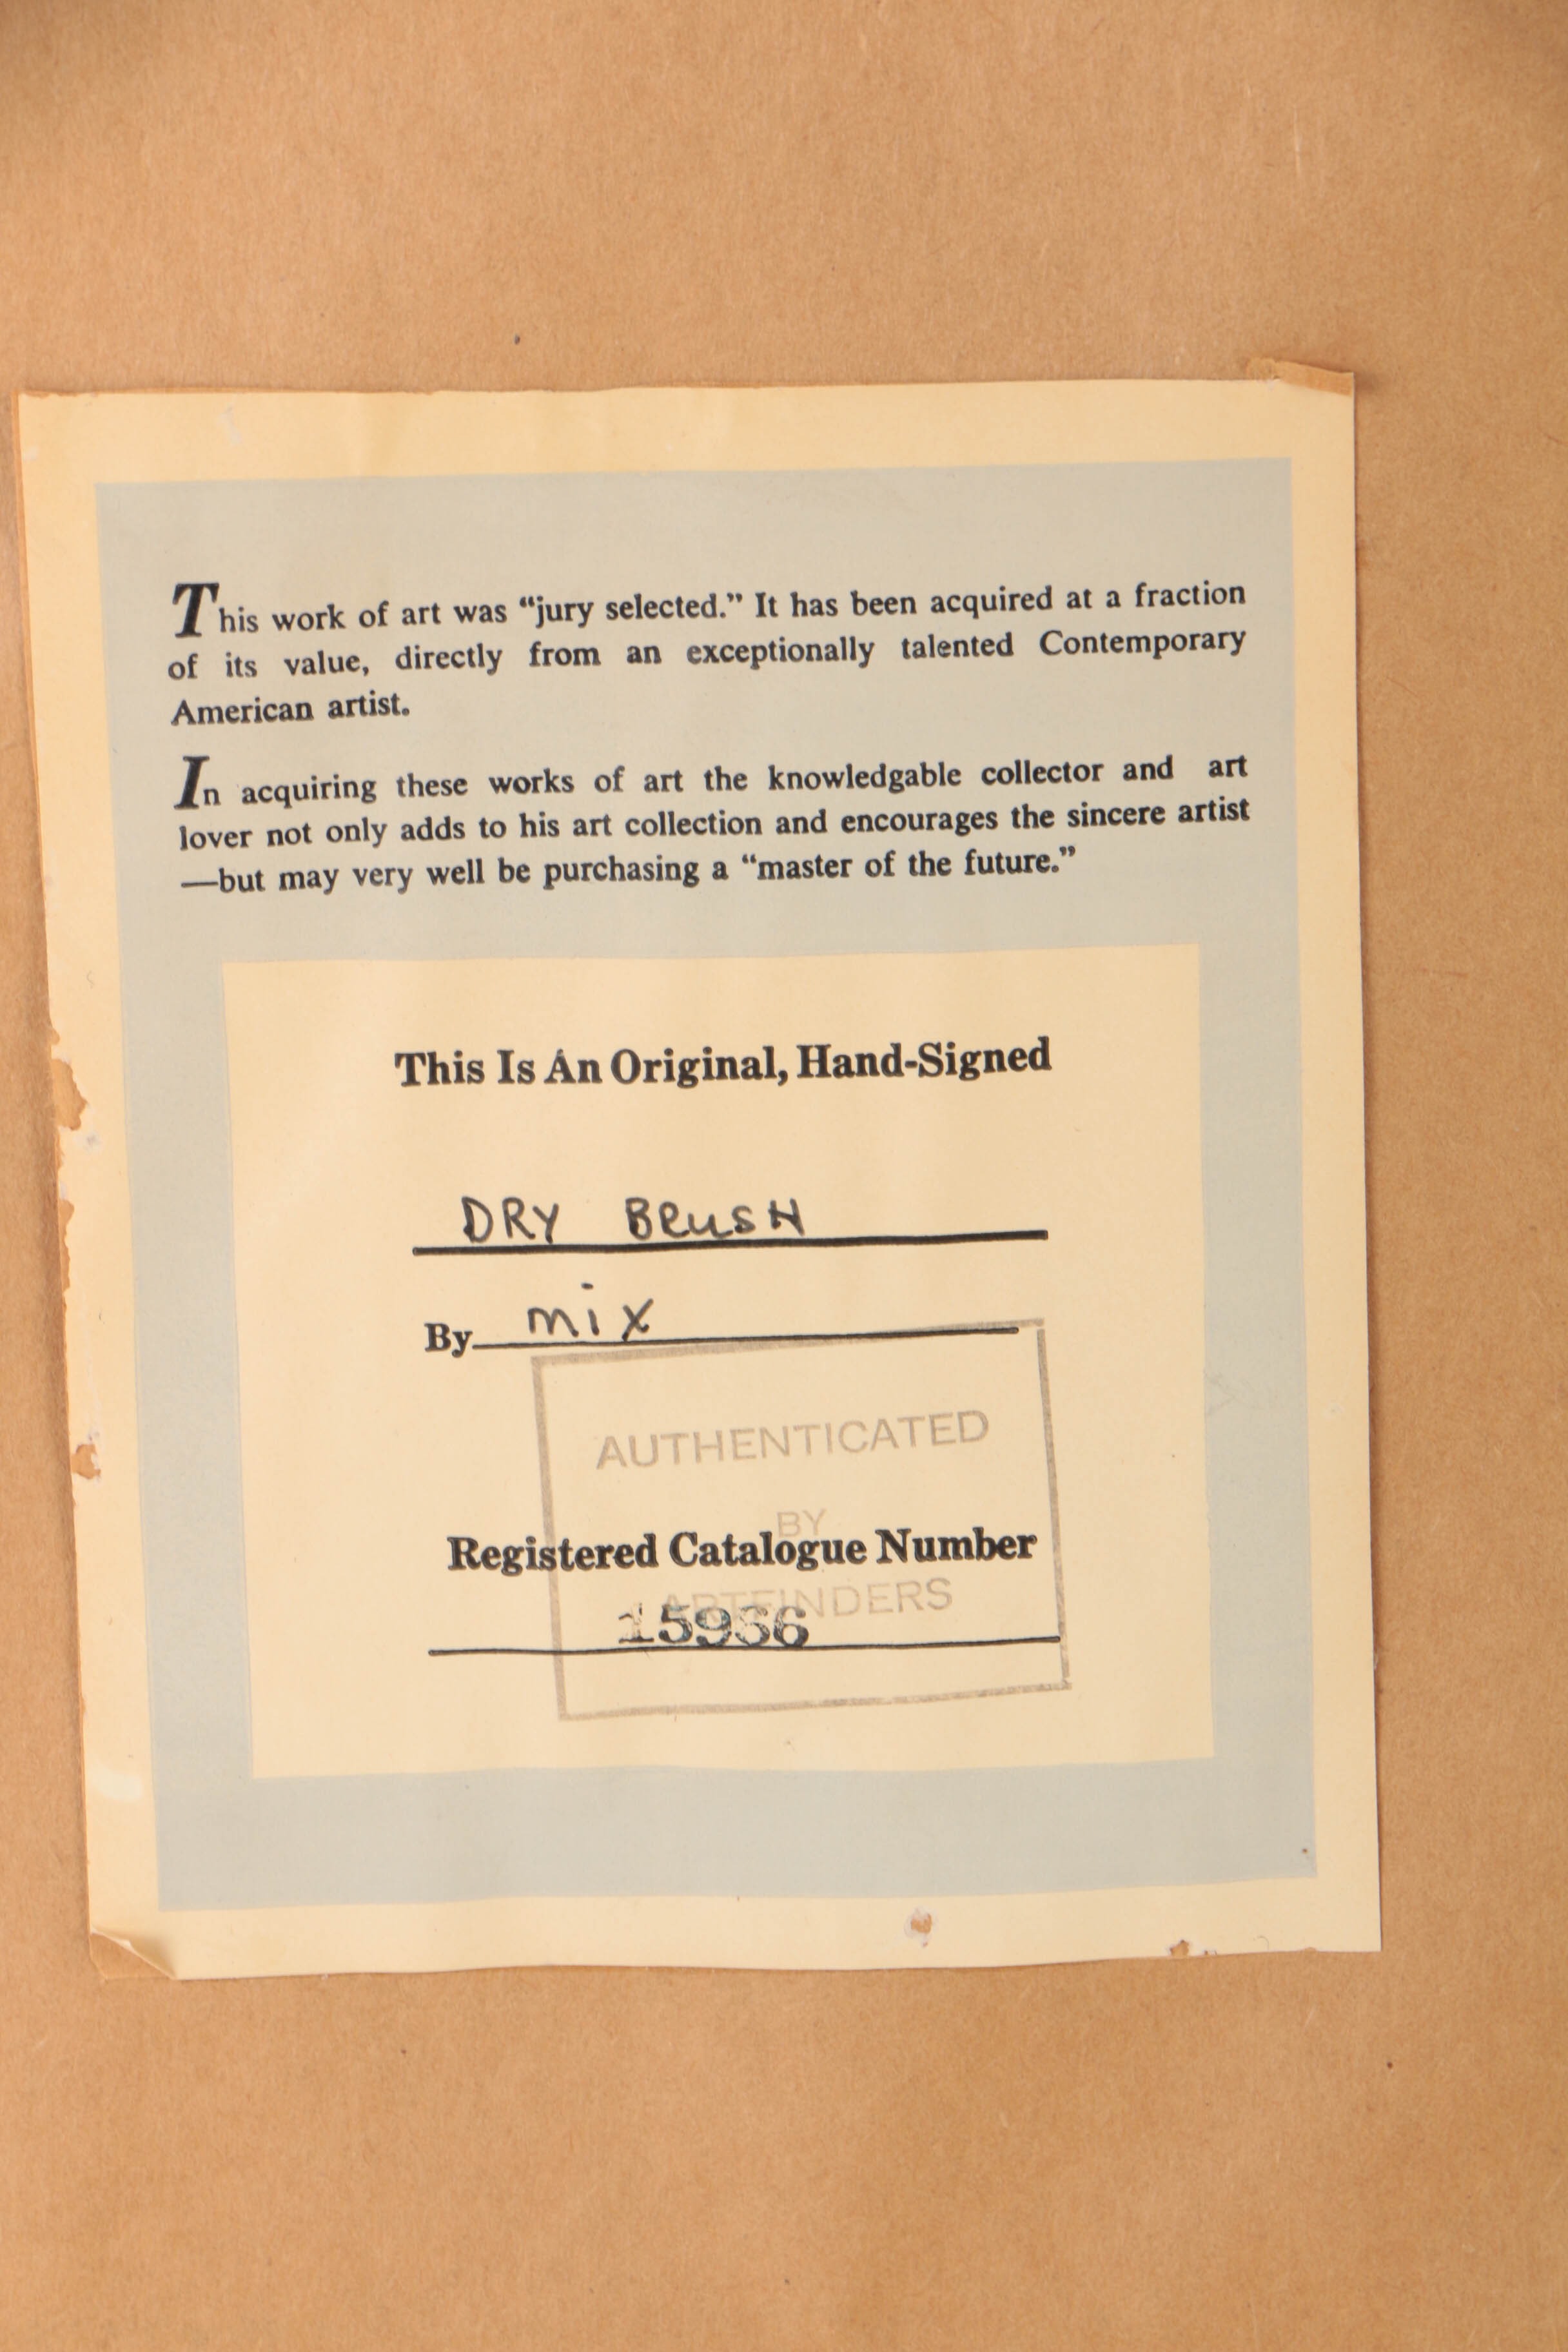 This work of art was “jury selected.” It has been acquired at a fraction
of its value, directly from an exceptionally talented Contemporary
American artist.
In acquiring these works of art the knowledgable collector and art
lover not only adds to his art collection and encourages the sincere artist
—but may very well be purchasing a “master of the future.”
This Is An Original, Hand-Signed
DRY BRUSH
By mix
AUTHENTICATED
BY
Registered Catalogue Number
ARTFINDERS
15936